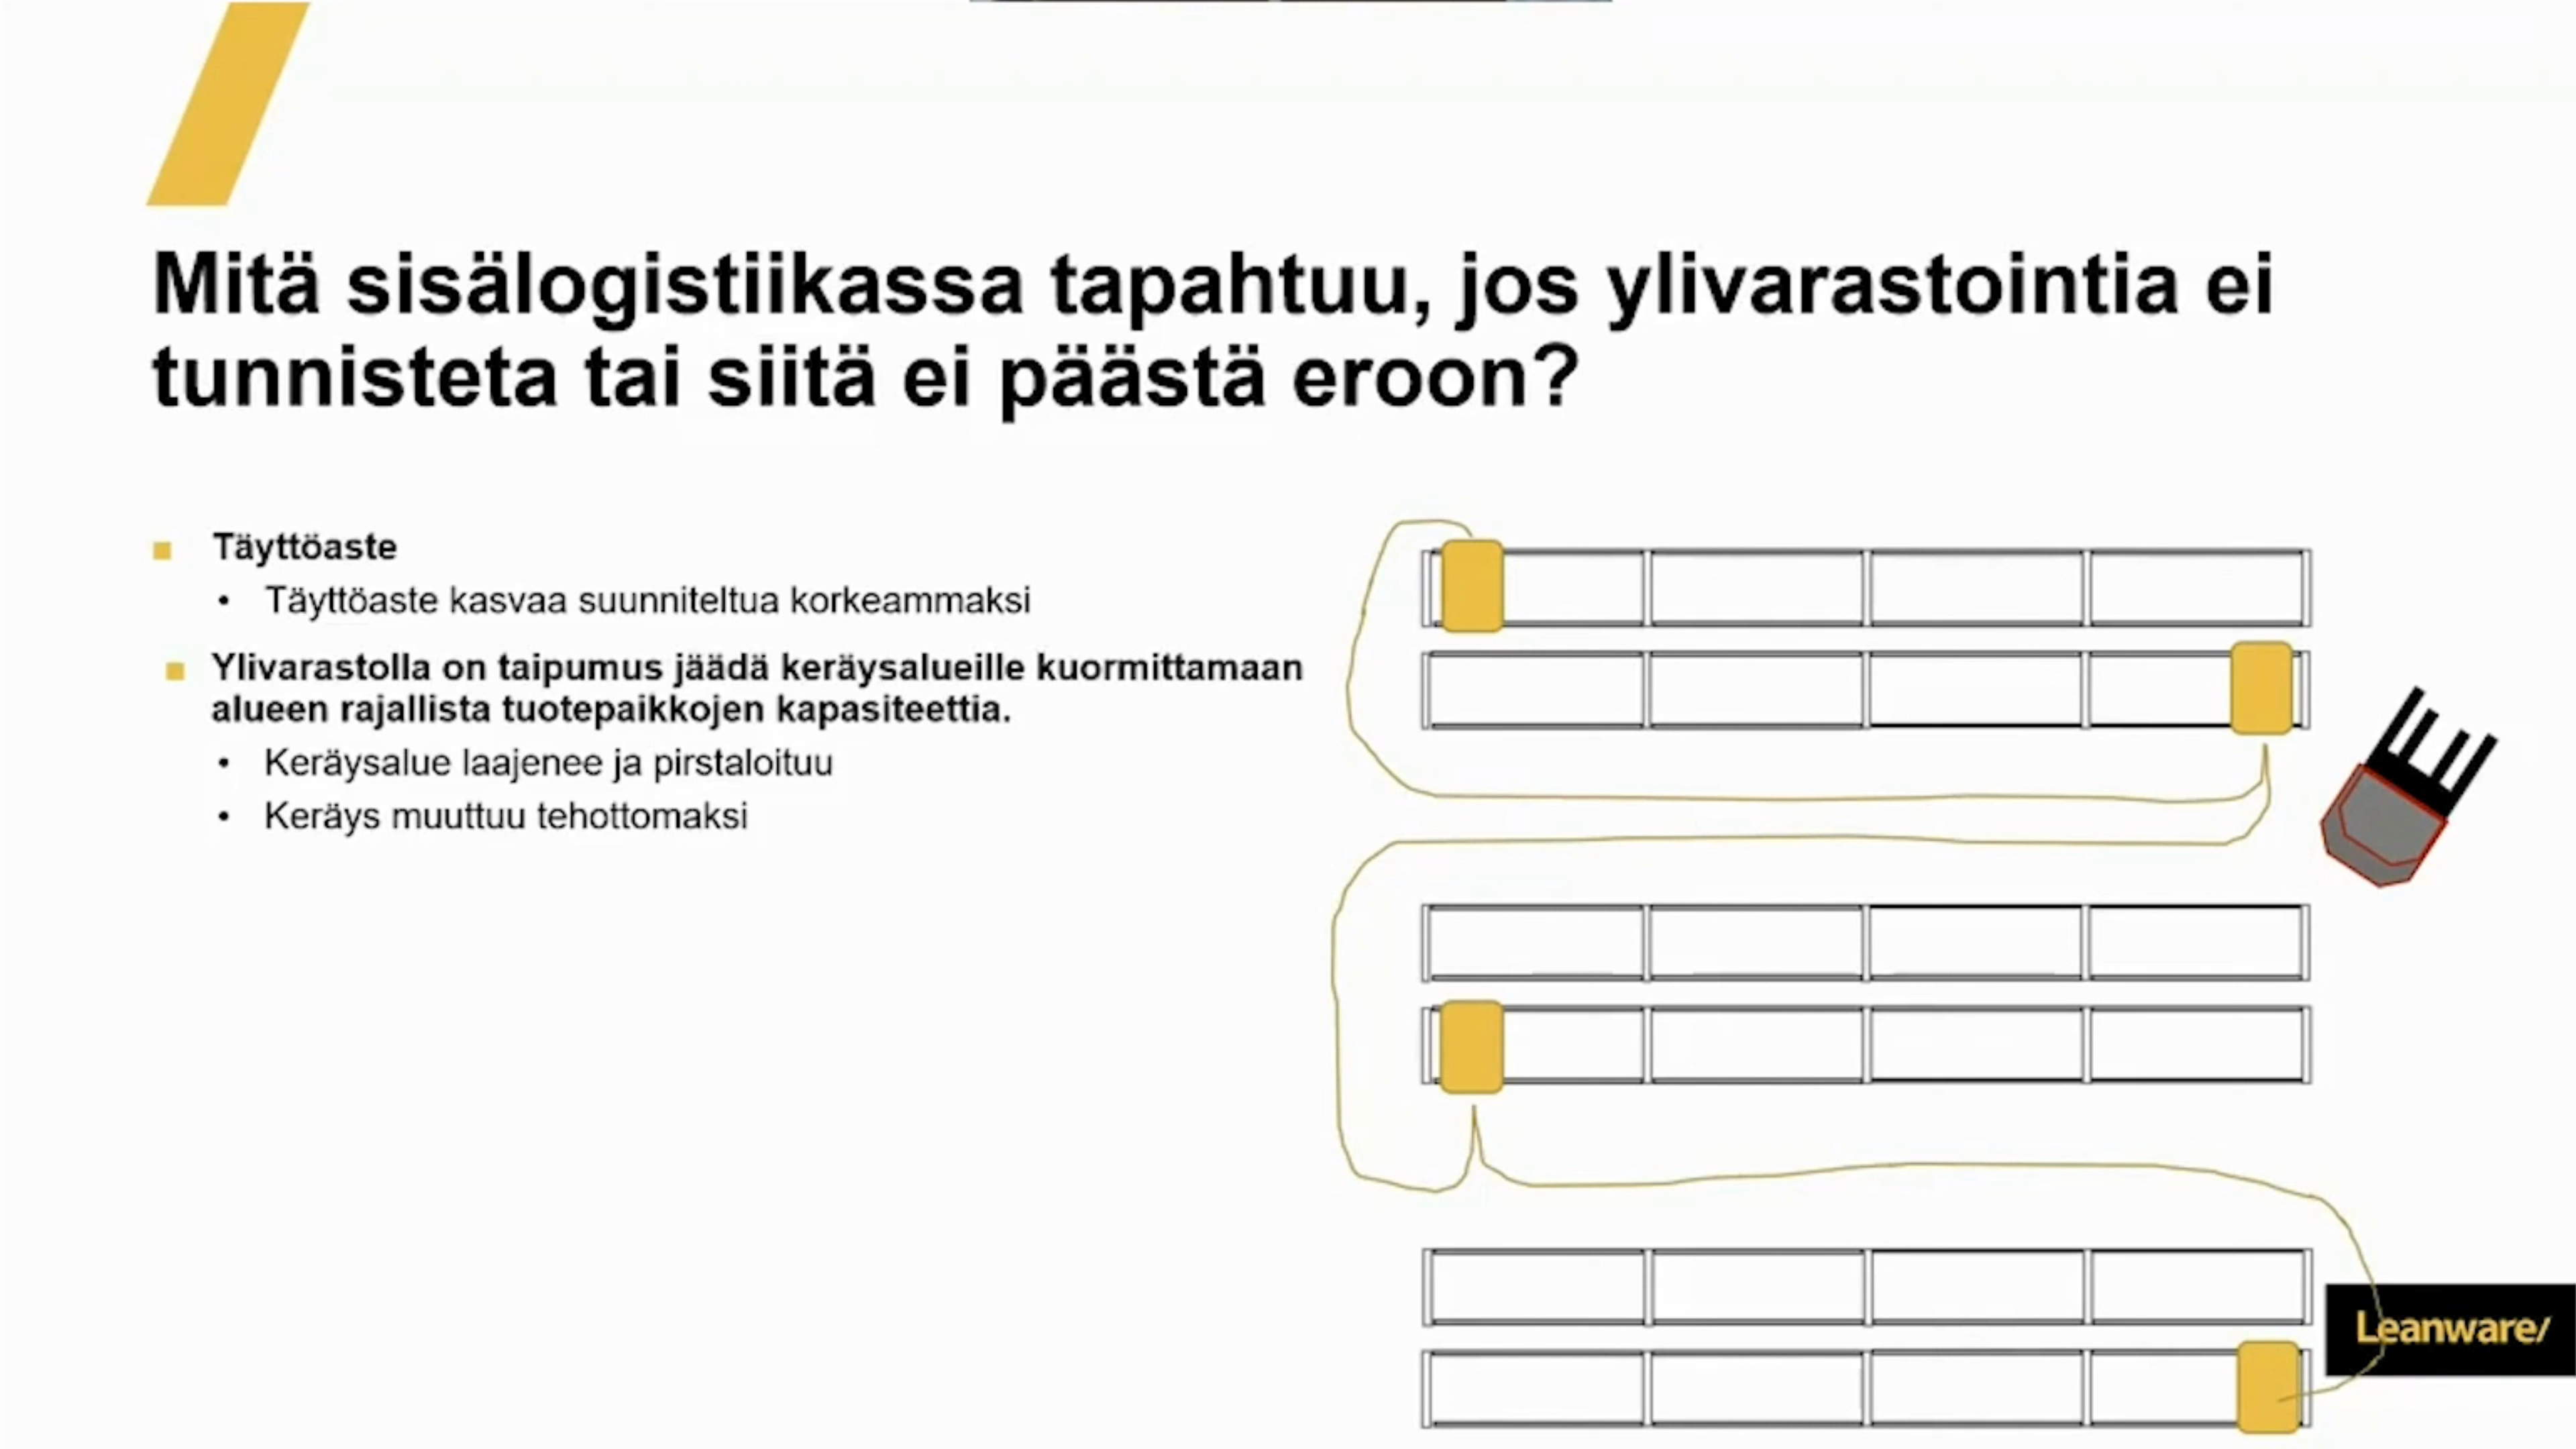 Mitä sisälogistiikassa tapahtuu, jos ylivarastointia ei
tunnisteta tai siitä ei päästä eroon?
Täyttöaste
Täyttöaste kasvaa suunniteltua korkeammaksi
Ylivarastolla on taipumus jäädä keräysalueille kuormittamaan
alueen rajallista tuotepaikkojen kapasiteettia.
Keräysalue laajenee ja pirstaloituu
Keräys muuttuu tehottomaksi
Leanware/